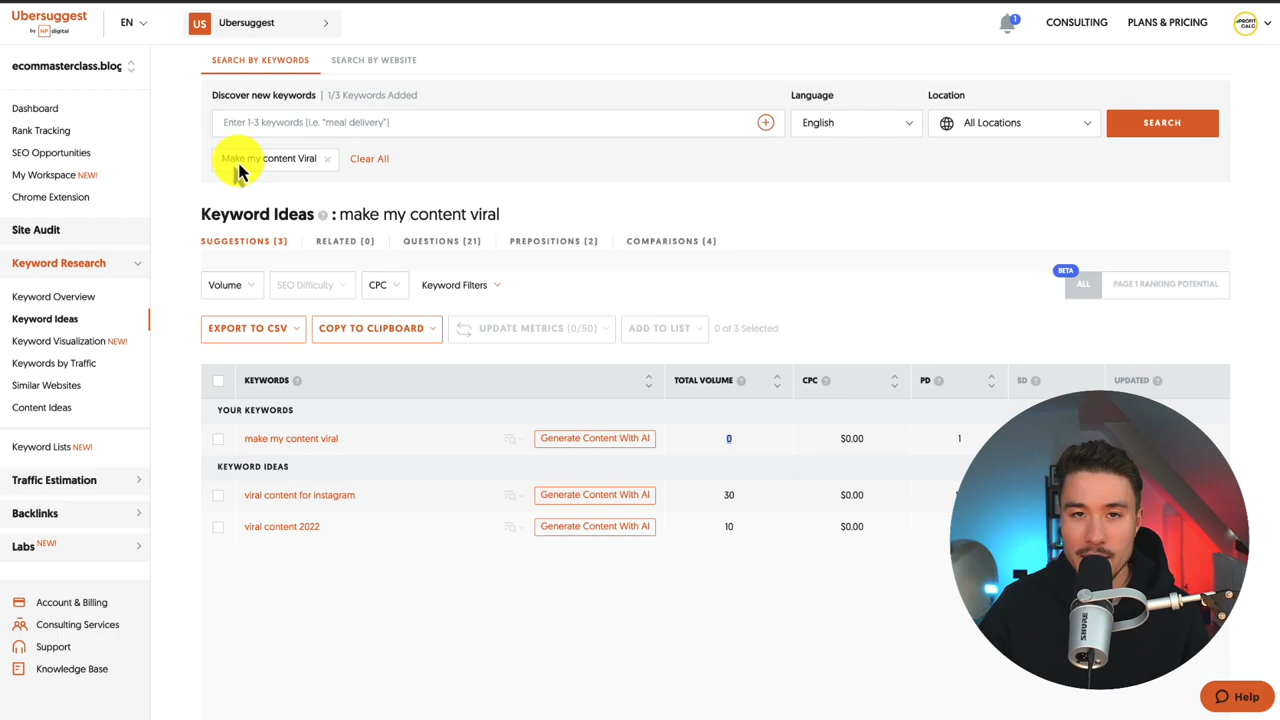 Ubersuggest
by NP digital
EN
US
Ubersuggest
1
CONSULTING
PLANS & PRICING
ecommasterclass.blog
Dashboard
Rank Tracking
SEO Opportunities
My Workspace NEW!
Chrome Extension
Site Audit
Keyword Research
Keyword Overview
Keyword Ideas
Keyword Visualization NEW!
Keywords by Traffic
Similar Websites
Content Ideas
Keyword Lists NEW!
Traffic Estimation
Backlinks
Labs NEW!
Account & Billing
Consulting Services
Support
Knowledge Base
SEARCH BY KEYWORDS
SEARCH BY WEBSITE
Discover new keywords | 1/3 Keywords Added
Language
Location
Enter 1-3 keywords (i.e. "meal delivery")
English
All Locations
SEARCH
Make my content Viral
Clear All
Keyword Ideas ? : make my content viral
SUGGESTIONS (3)
RELATED (0)
QUESTIONS (21)
PREPOSITIONS (2)
COMPARISONS (4)
Volume
SEO Difficulty
CPC
Keyword Filters
BETA
ALL
PAGE 1 RANKING POTENTIAL
EXPORT TO CSV
COPY TO CLIPBOARD
UPDATE METRICS (0/50)
ADD TO LIST
0 of 3 Selected
KEYWORDS ?
TOTAL VOLUME ?
CPC ?
PD ?
SD ?
UPDATED ?
YOUR KEYWORDS
make my content viral
Generate Content With AI
0
$0.00
1
KEYWORD IDEAS
viral content for instagram
Generate Content With AI
30
$0.00
viral content 2022
Generate Content With AI
10
$0.00
SHURE
Help